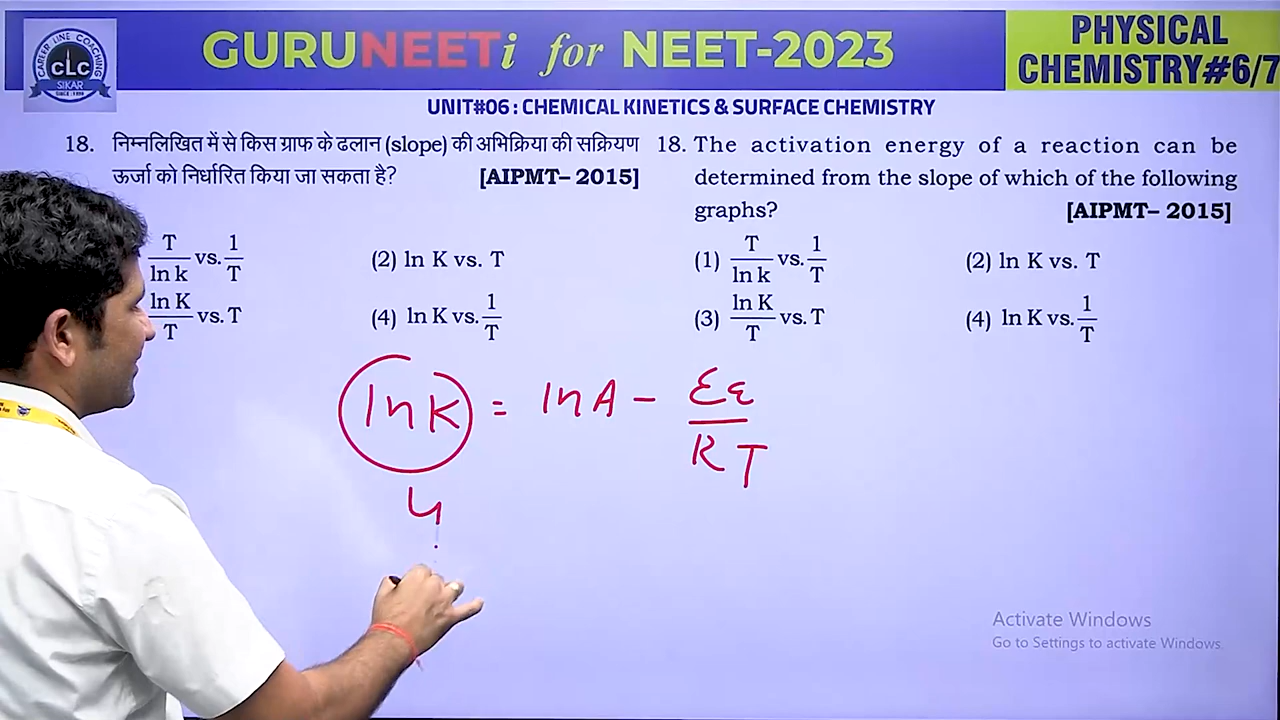 CAREER LINE COACHING
CLC
SIKAR
SINCE : 1996
GURUNEETi for NEET-2023
PHYSICAL
CHEMISTRY#6/7
UNIT#06 : CHEMICAL KINETICS & SURFACE CHEMISTRY
18. निम्नलिखित में से किस ग्राफ के ढलान (slope) की अभिक्रिया की सक्रियण
ऊर्जा को निर्धारित किया जा सकता है? [AIPMT– 2015]
T/ln k vs. 1/T (2) ln K vs. T
ln K/T vs. T (4) ln K vs. 1/T
18. The activation energy of a reaction can be
determined from the slope of which of the following
graphs? [AIPMT– 2015]
(1) T/ln k vs. 1/T (2) ln K vs. T
(3) ln K/T vs. T (4) ln K vs. 1/T
ln K = ln A - Ea/RT
y
Activate Windows
Go to Settings to activate Windows.